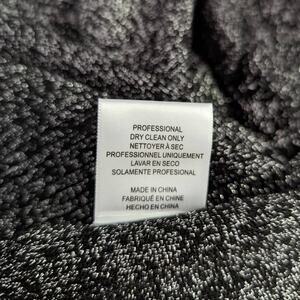 PROFESSIONAL
DRY CLEAN ONLY
NETTOYER À SEC
PROFESSIONNEL UNIQUEMENT
LAVAR EN SECO
SOLAMENTE PROFESIONAL
MADE IN CHINA
FABRIQUÉ EN CHINE
HECHO EN CHINA